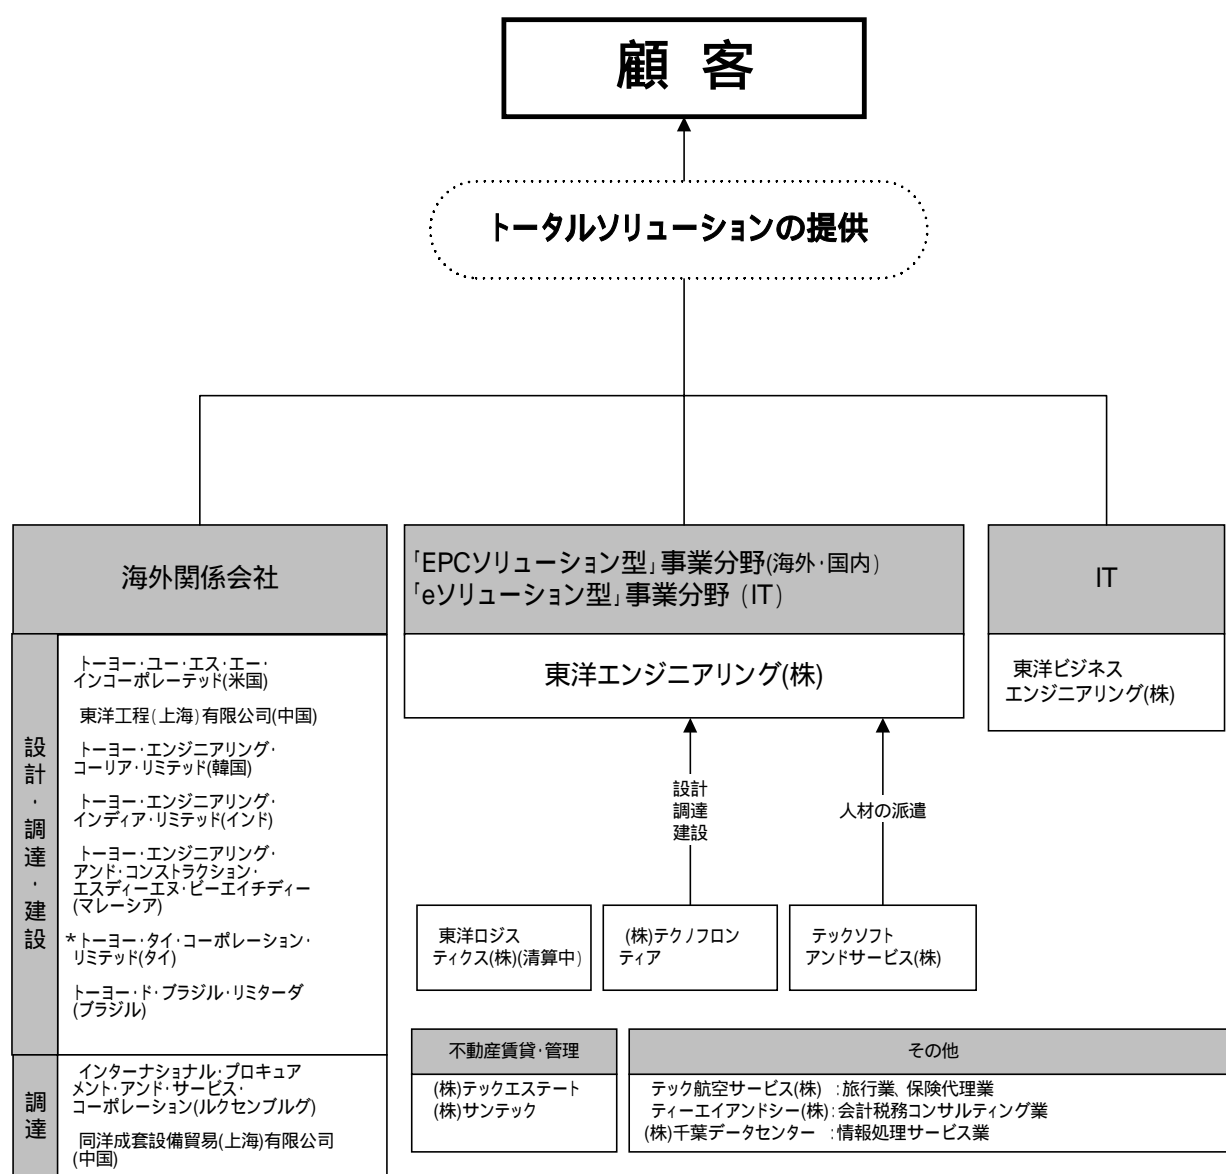 顧 客
トータルソリューションの提供
海外関係会社
設計・調達・建設
トーヨー・ユー・エス・エー・
インコーポレーテッド(米国)
東洋工程(上海)有限公司(中国)
トーヨー・エンジニアリング・
コーリア・リミテッド(韓国)
トーヨー・エンジニアリング・
インディア・リミテッド(インド)
トーヨー・エンジニアリング・
アンド・コンストラクション・
エスディーエヌ・ビーエイチディー
(マレーシア)
*トーヨー・タイ・コーポレーション・
リミテッド(タイ)
トーヨー・ド・ブラジル・リミターダ
(ブラジル)
調達
インターナショナル・プロキュア
メント・アンド・サービス・
コーポレーション(ルクセンブルグ)
同洋成套設備貿易(上海)有限公司
(中国)
「EPCソリューション型」事業分野(海外・国内)
「eソリューション型」事業分野 (IT)
東洋エンジニアリング(株)
設計
調達
建設
人材の派遣
東洋ロジス
ティクス(株)(清算中)
(株)テクノフロン
ティア
テックソフト
アンドサービス(株)
不動産賃貸・管理
(株)テックエステート
(株)サンテック
その他
テック航空サービス(株) :旅行業、保険代理業
ティーエイアンドシー(株):会計税務コンサルティング業
(株)千葉データセンター :情報処理サービス業
IT
東洋ビジネス
エンジニアリング(株)